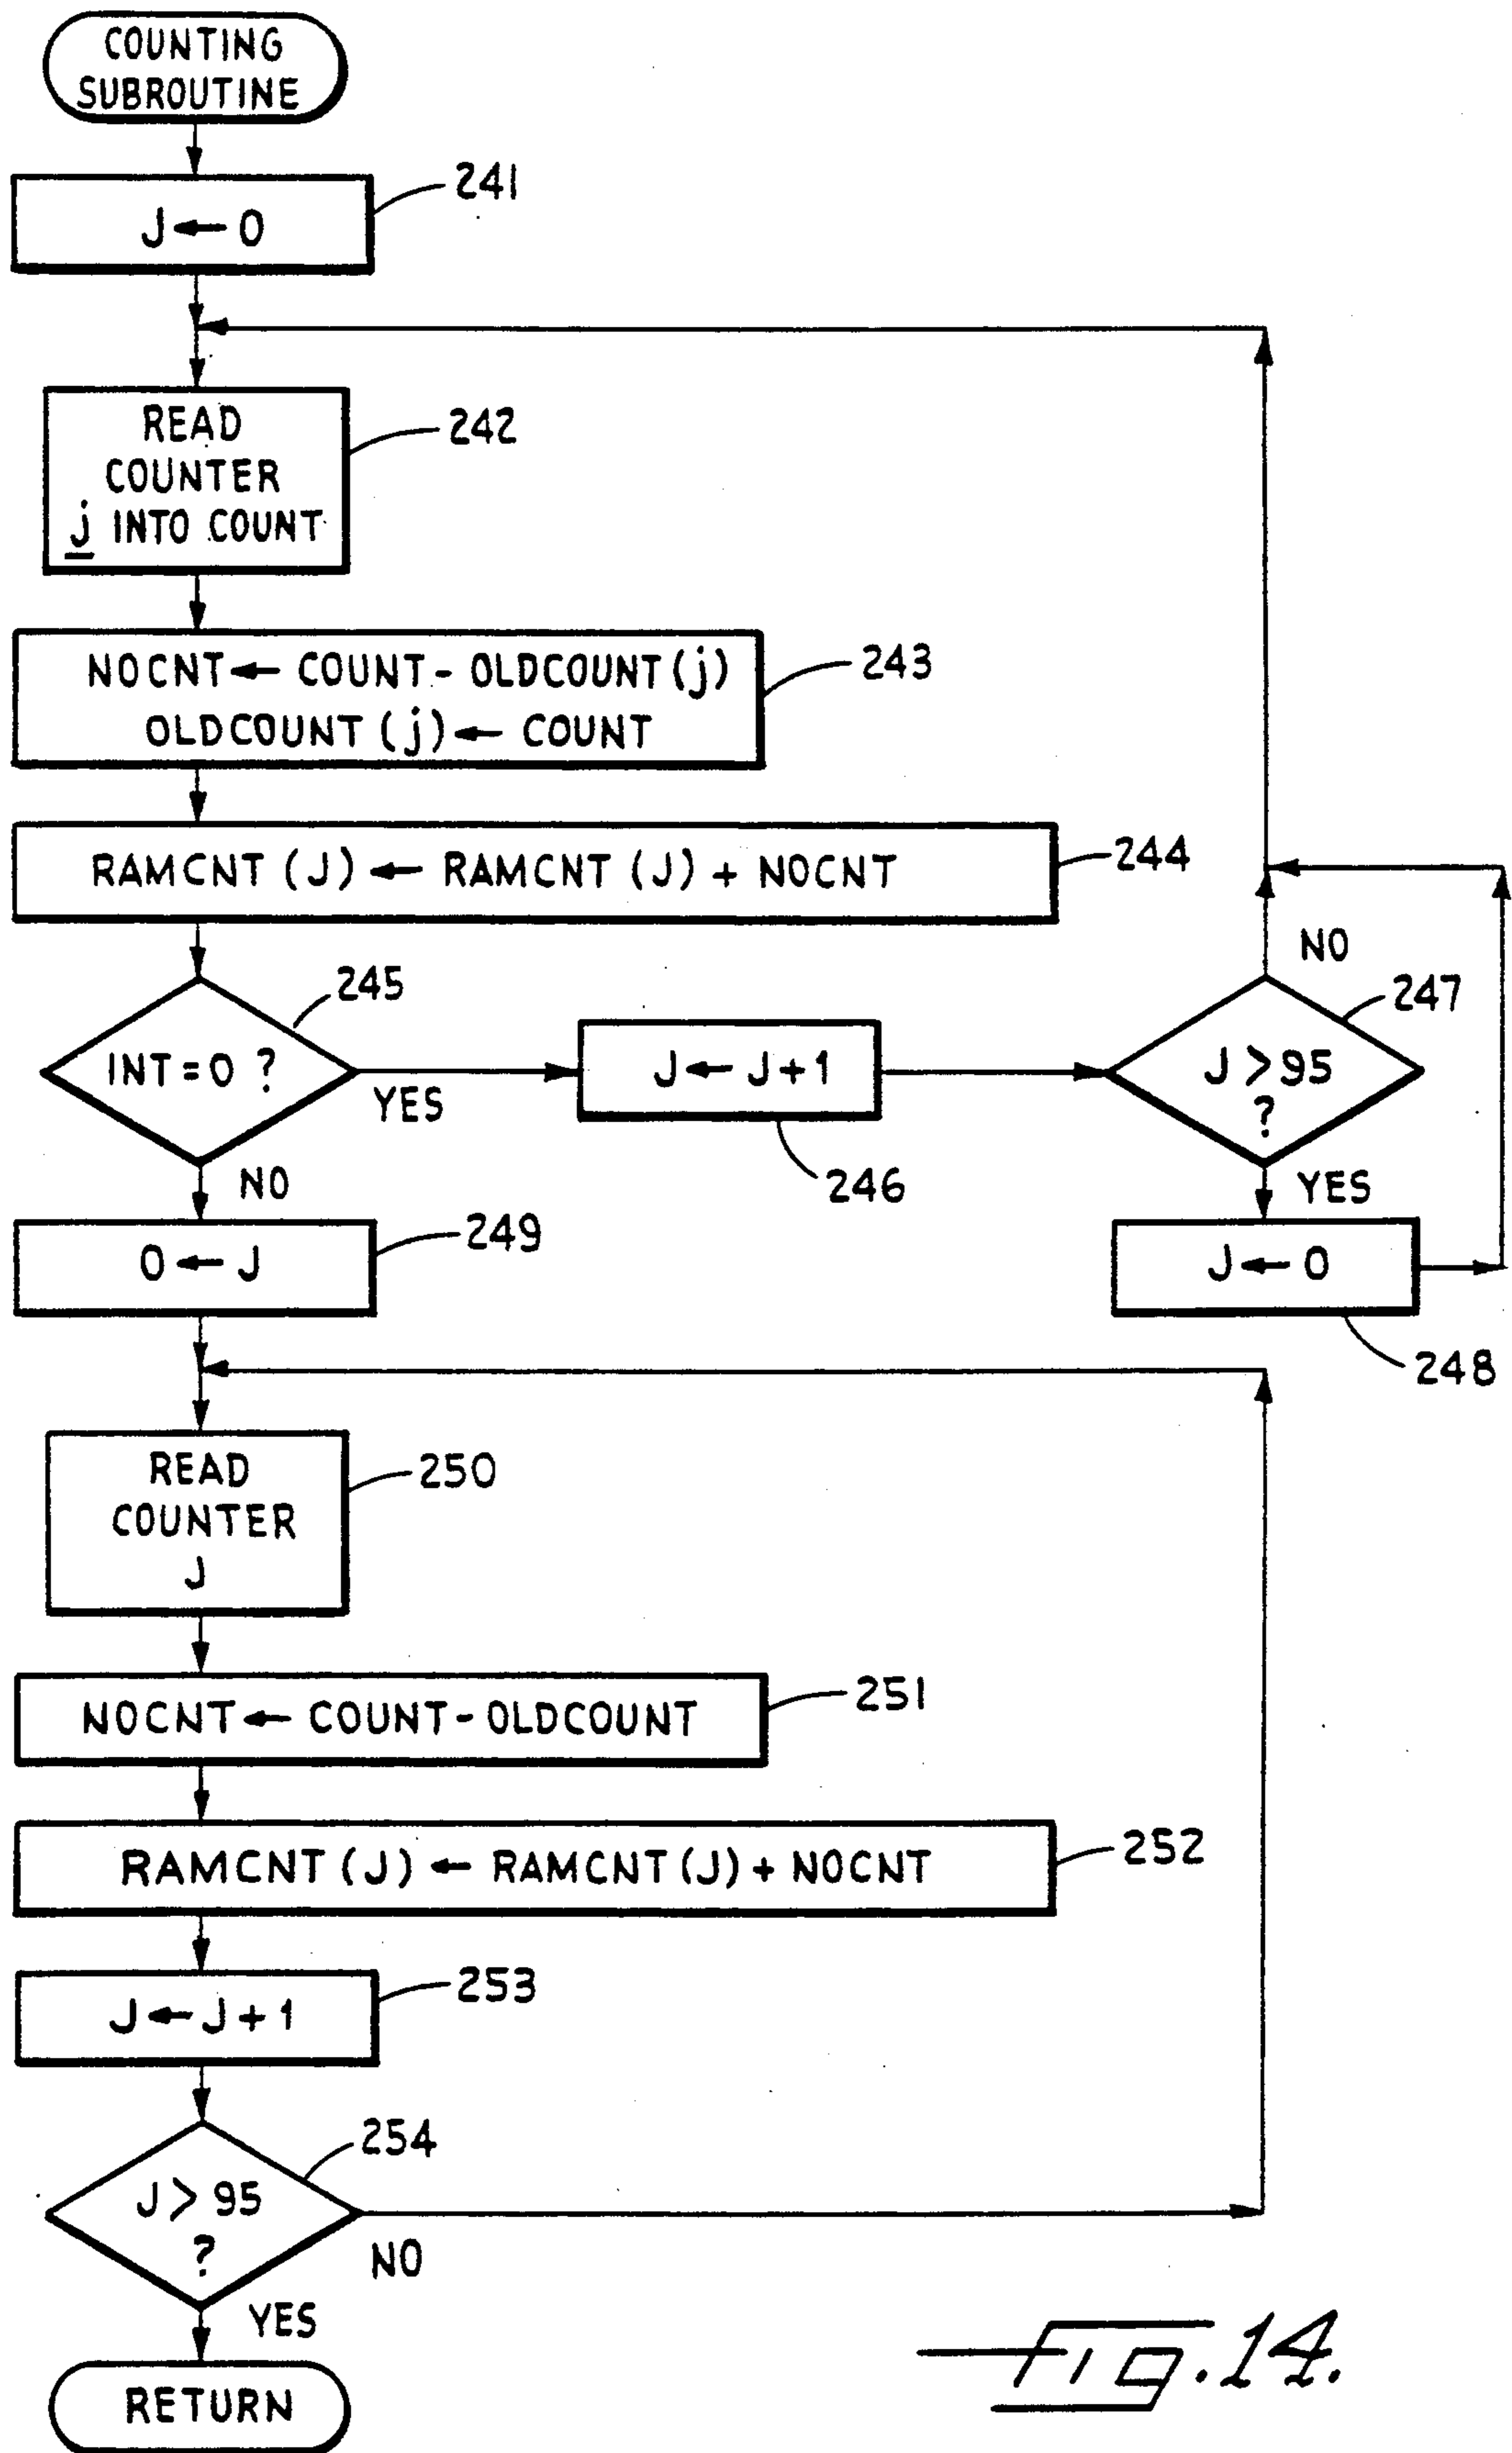 COUNTING
SUBROUTINE
241
J ← 0
READ
COUNTER
j INTO COUNT
242
NOCNT ← COUNT - OLDCOUNT (j)
OLDCOUNT (j) ← COUNT
243
RAMCNT (J) ← RAMCNT (J) + NOCNT
244
245
INT = 0 ?
YES
NO
J ← J + 1
246
NO
247
J > 95
?
YES
J ← 0
248
0 ← J
249
READ
COUNTER
J
250
NOCNT ← COUNT - OLDCOUNT
251
RAMCNT (J) ← RAMCNT (J) + NOCNT
252
J ← J + 1
253
254
J > 95
?
NO
YES
RETURN
Fig. 14.